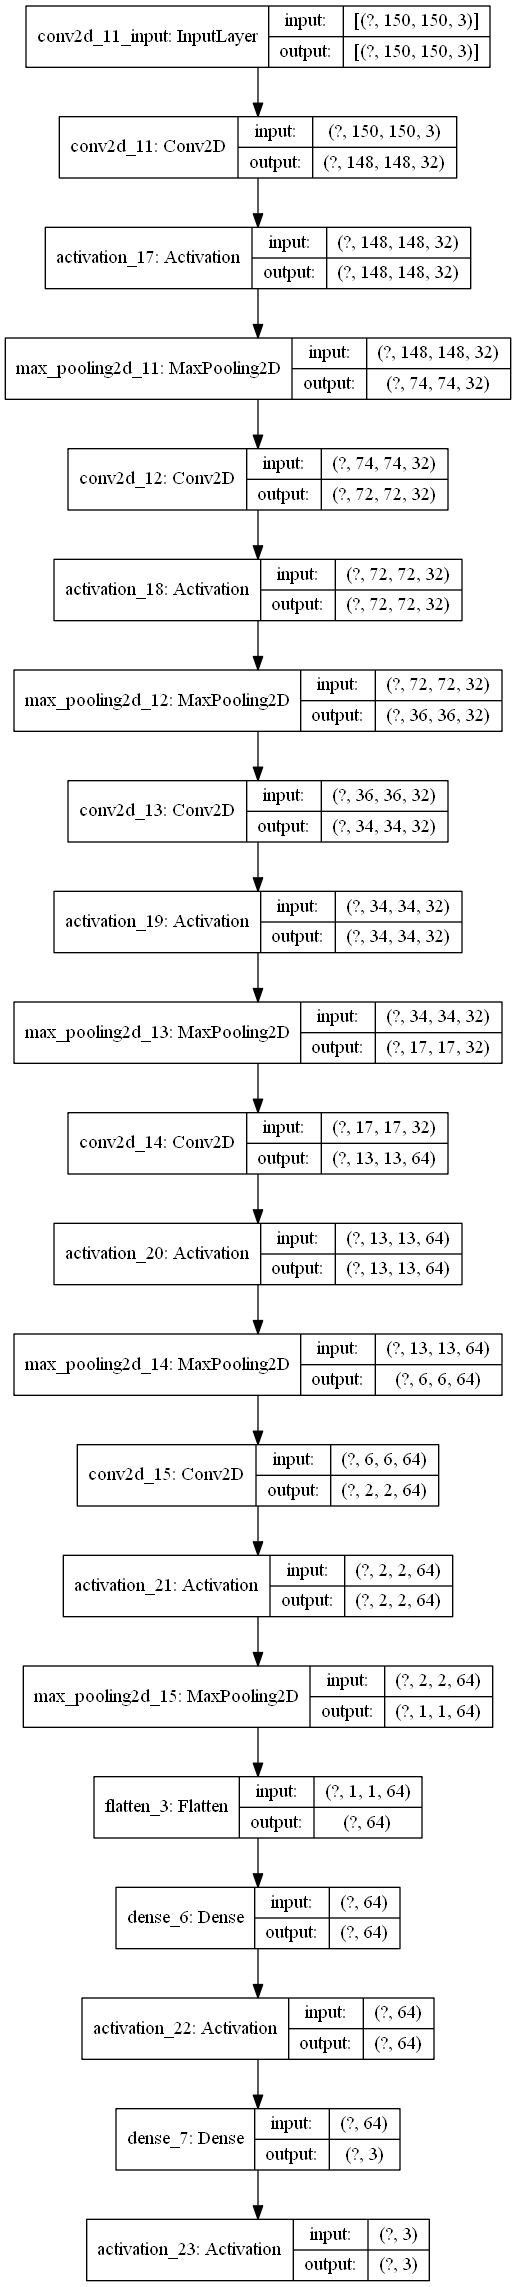 conv2d_11_input: InputLayer
input: [(?, 150, 150, 3)]
output: [(?, 150, 150, 3)]
conv2d_11: Conv2D
input: (?, 150, 150, 3)
output: (?, 148, 148, 32)
activation_17: Activation
input: (?, 148, 148, 32)
output: (?, 148, 148, 32)
max_pooling2d_11: MaxPooling2D
input: (?, 148, 148, 32)
output: (?, 74, 74, 32)
conv2d_12: Conv2D
input: (?, 74, 74, 32)
output: (?, 72, 72, 32)
activation_18: Activation
input: (?, 72, 72, 32)
output: (?, 72, 72, 32)
max_pooling2d_12: MaxPooling2D
input: (?, 72, 72, 32)
output: (?, 36, 36, 32)
conv2d_13: Conv2D
input: (?, 36, 36, 32)
output: (?, 34, 34, 32)
activation_19: Activation
input: (?, 34, 34, 32)
output: (?, 34, 34, 32)
max_pooling2d_13: MaxPooling2D
input: (?, 34, 34, 32)
output: (?, 17, 17, 32)
conv2d_14: Conv2D
input: (?, 17, 17, 32)
output: (?, 13, 13, 64)
activation_20: Activation
input: (?, 13, 13, 64)
output: (?, 13, 13, 64)
max_pooling2d_14: MaxPooling2D
input: (?, 13, 13, 64)
output: (?, 6, 6, 64)
conv2d_15: Conv2D
input: (?, 6, 6, 64)
output: (?, 2, 2, 64)
activation_21: Activation
input: (?, 2, 2, 64)
output: (?, 2, 2, 64)
max_pooling2d_15: MaxPooling2D
input: (?, 2, 2, 64)
output: (?, 1, 1, 64)
flatten_3: Flatten
input: (?, 1, 1, 64)
output: (?, 64)
dense_6: Dense
input: (?, 64)
output: (?, 64)
activation_22: Activation
input: (?, 64)
output: (?, 64)
dense_7: Dense
input: (?, 64)
output: (?, 3)
activation_23: Activation
input: (?, 3)
output: (?, 3)